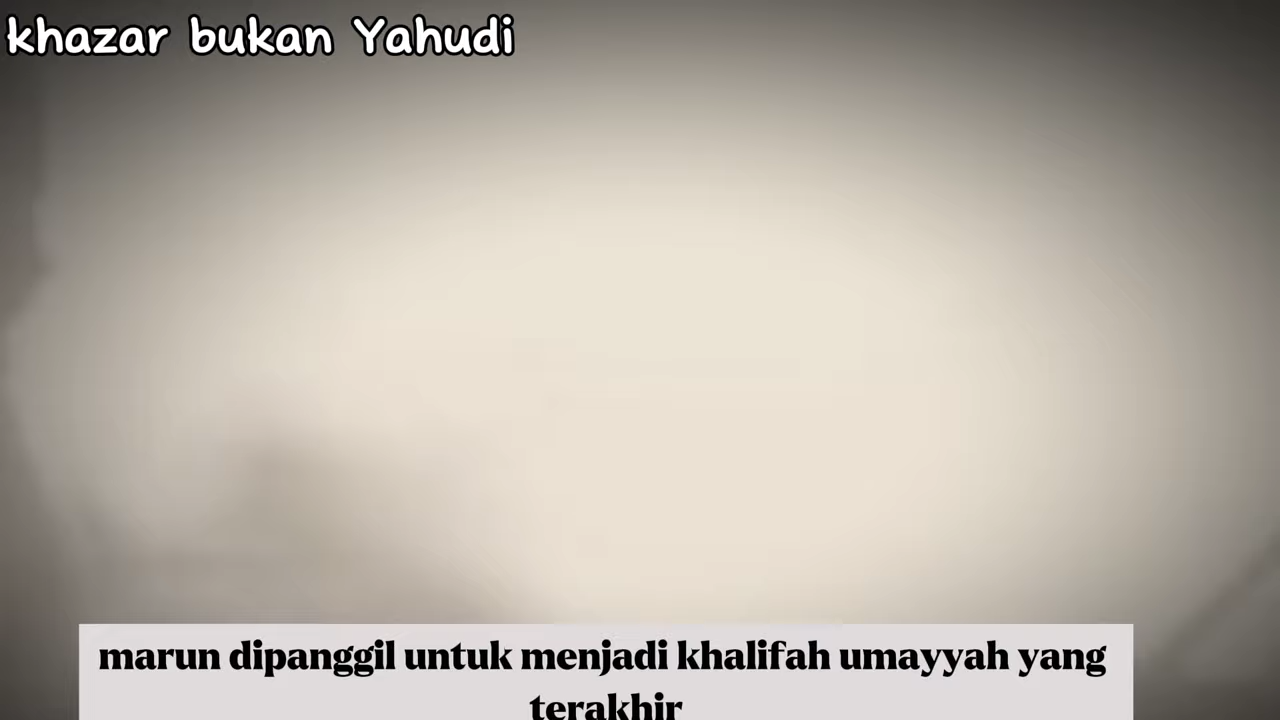 khazar bukan Yahudi
marun dipanggil untuk menjadi khalifah umayyah yang
terakhir